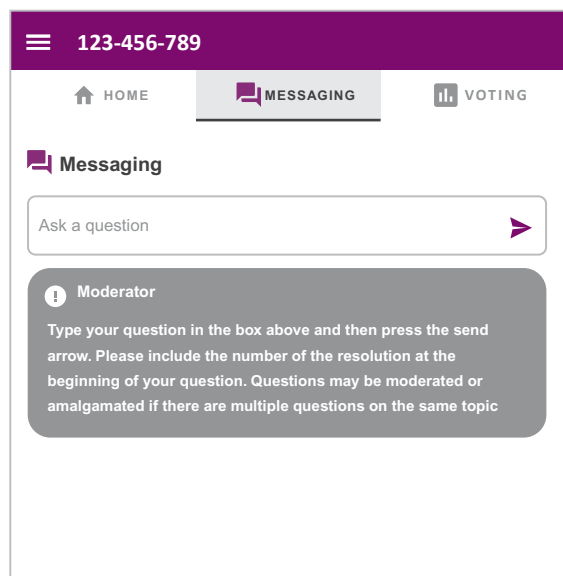 123-456-789
HOME
MESSAGING
VOTING
Messaging
Ask a question
Moderator
Type your question in the box above and then press the send
arrow. Please include the number of the resolution at the
beginning of your question. Questions may be moderated or
amalgamated if there are multiple questions on the same topic